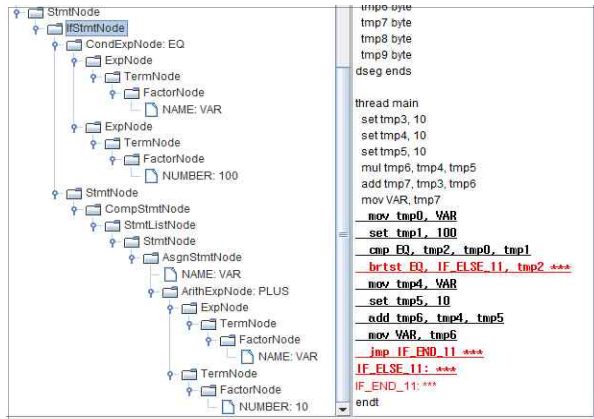 StmtNode
IfStmtNode
CondExpNode: EQ
ExpNode
TermNode
FactorNode
NAME: VAR
ExpNode
TermNode
FactorNode
NUMBER: 100
StmtNode
CompStmtNode
StmtListNode
StmtNode
AsgnStmtNode
NAME: VAR
ArithExpNode: PLUS
ExpNode
TermNode
FactorNode
NAME: VAR
TermNode
FactorNode
NUMBER: 10
tmp6 byte
tmp7 byte
tmp8 byte
tmp9 byte
dseg ends
thread main
set tmp3, 10
set tmp4, 10
set tmp5, 10
mul tmp6, tmp4, tmp5
add tmp7, tmp3, tmp6
mov VAR, tmp7
mov tmp0, VAR
set tmp1, 100
cmp EQ, tmp2, tmp0, tmp1
brtst EQ, IF_ELSE_11, tmp2 ***
mov tmp4, VAR
set tmp5, 10
add tmp6, tmp4, tmp5
mov VAR, tmp6
jmp IF_END_11 ***
IF_ELSE_11: ***
IF_END_11: ***
endt